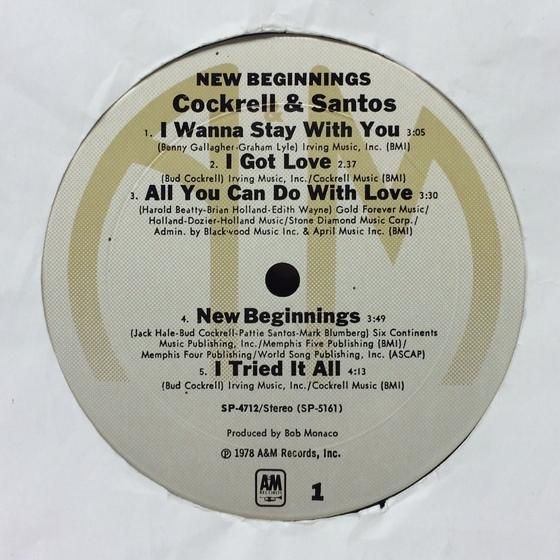 NEW BEGINNINGS
Cockrell & Santos
1. I Wanna Stay With You 3:05
(Benny Gallagher-Graham Lyle) Irving Music, Inc. (BMI)
2. I Got Love 2.37
(Bud Cockrell) Irving Music, Inc./Cockrell Music (BMI)
3. All You Can Do With Love 3:30
(Harold Beatty-Brian Holland-Edith Wayne) Gold Forever Music/
Holland-Dozier-Holland Music/Stone Diamond Music Corp./
Admin. by Blackwood Music Inc. & April Music Inc. (BMI)
4. New Beginnings 3:49
(Jack Hale-Bud Cockrell-Pattie Santos-Mark Blumberg) Six Continents
Music Publishing, Inc./Memphis Five Publishing (BMI)/
Memphis Four Publishing/World Song Publishing, Inc. (ASCAP)
5. I Tried It All 4:13
(Bud Cockrell) Irving Music, Inc./Cockrell Music (BMI)
SP-4712/Stereo (SP-5161)
Produced by Bob Monaco
℗ 1978 A&M Records, Inc.
A&M
RECORDS
1